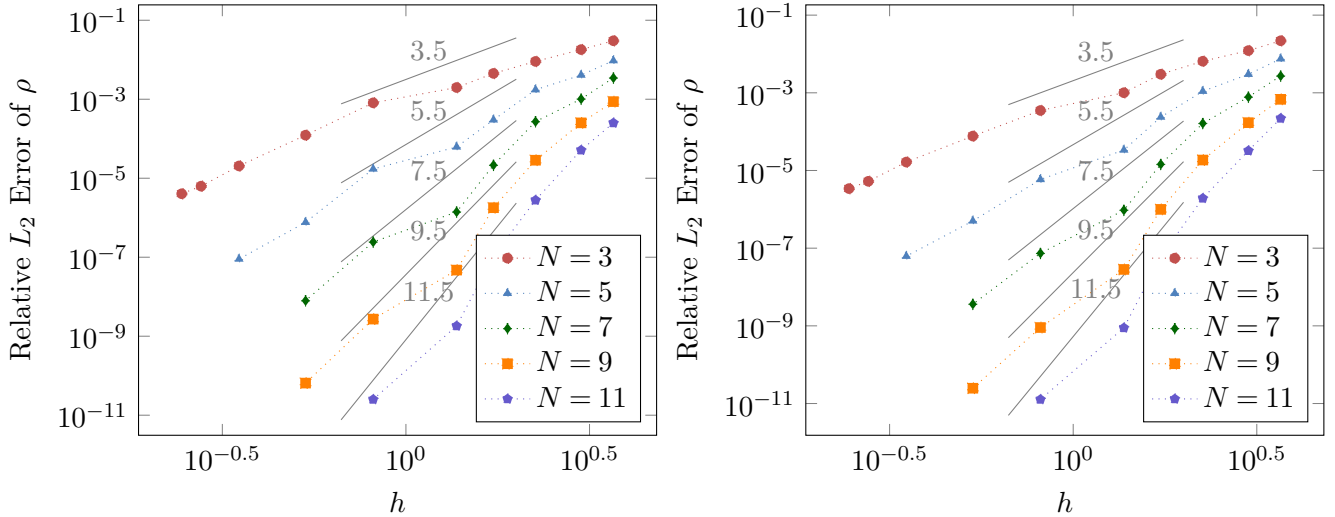 10^{-1}
10^{-3}
10^{-5}
10^{-7}
10^{-9}
10^{-11}
Relative L_2 Error of ρ
3.5
5.5
7.5
9.5
11.5
N = 3
N = 5
N = 7
N = 9
N = 11
10^{-0.5}
10^0
10^{0.5}
h
10^{-1}
10^{-3}
10^{-5}
10^{-7}
10^{-9}
10^{-11}
Relative L_2 Error of ρ
3.5
5.5
7.5
9.5
11.5
N = 3
N = 5
N = 7
N = 9
N = 11
10^{-0.5}
10^0
10^{0.5}
h